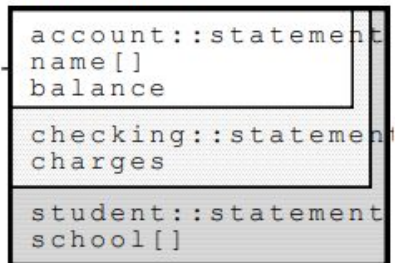 account::statement
name[]
balance
checking::statement
charges
student::statement
school[]